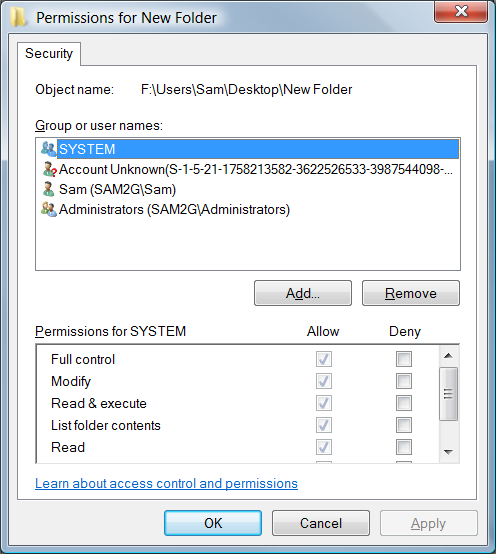 Permissions for New Folder
Security
Object name: F:\Users\Sam\Desktop\New Folder
Group or user names:
SYSTEM
Account Unknown(S-1-5-21-1758213582-3622526533-3987544098-...
Sam (SAM2G\Sam)
Administrators (SAM2G\Administrators)
Add... Remove
Permissions for SYSTEM Allow Deny
Full control
Modify
Read & execute
List folder contents
Read
Learn about access control and permissions
OK Cancel Apply